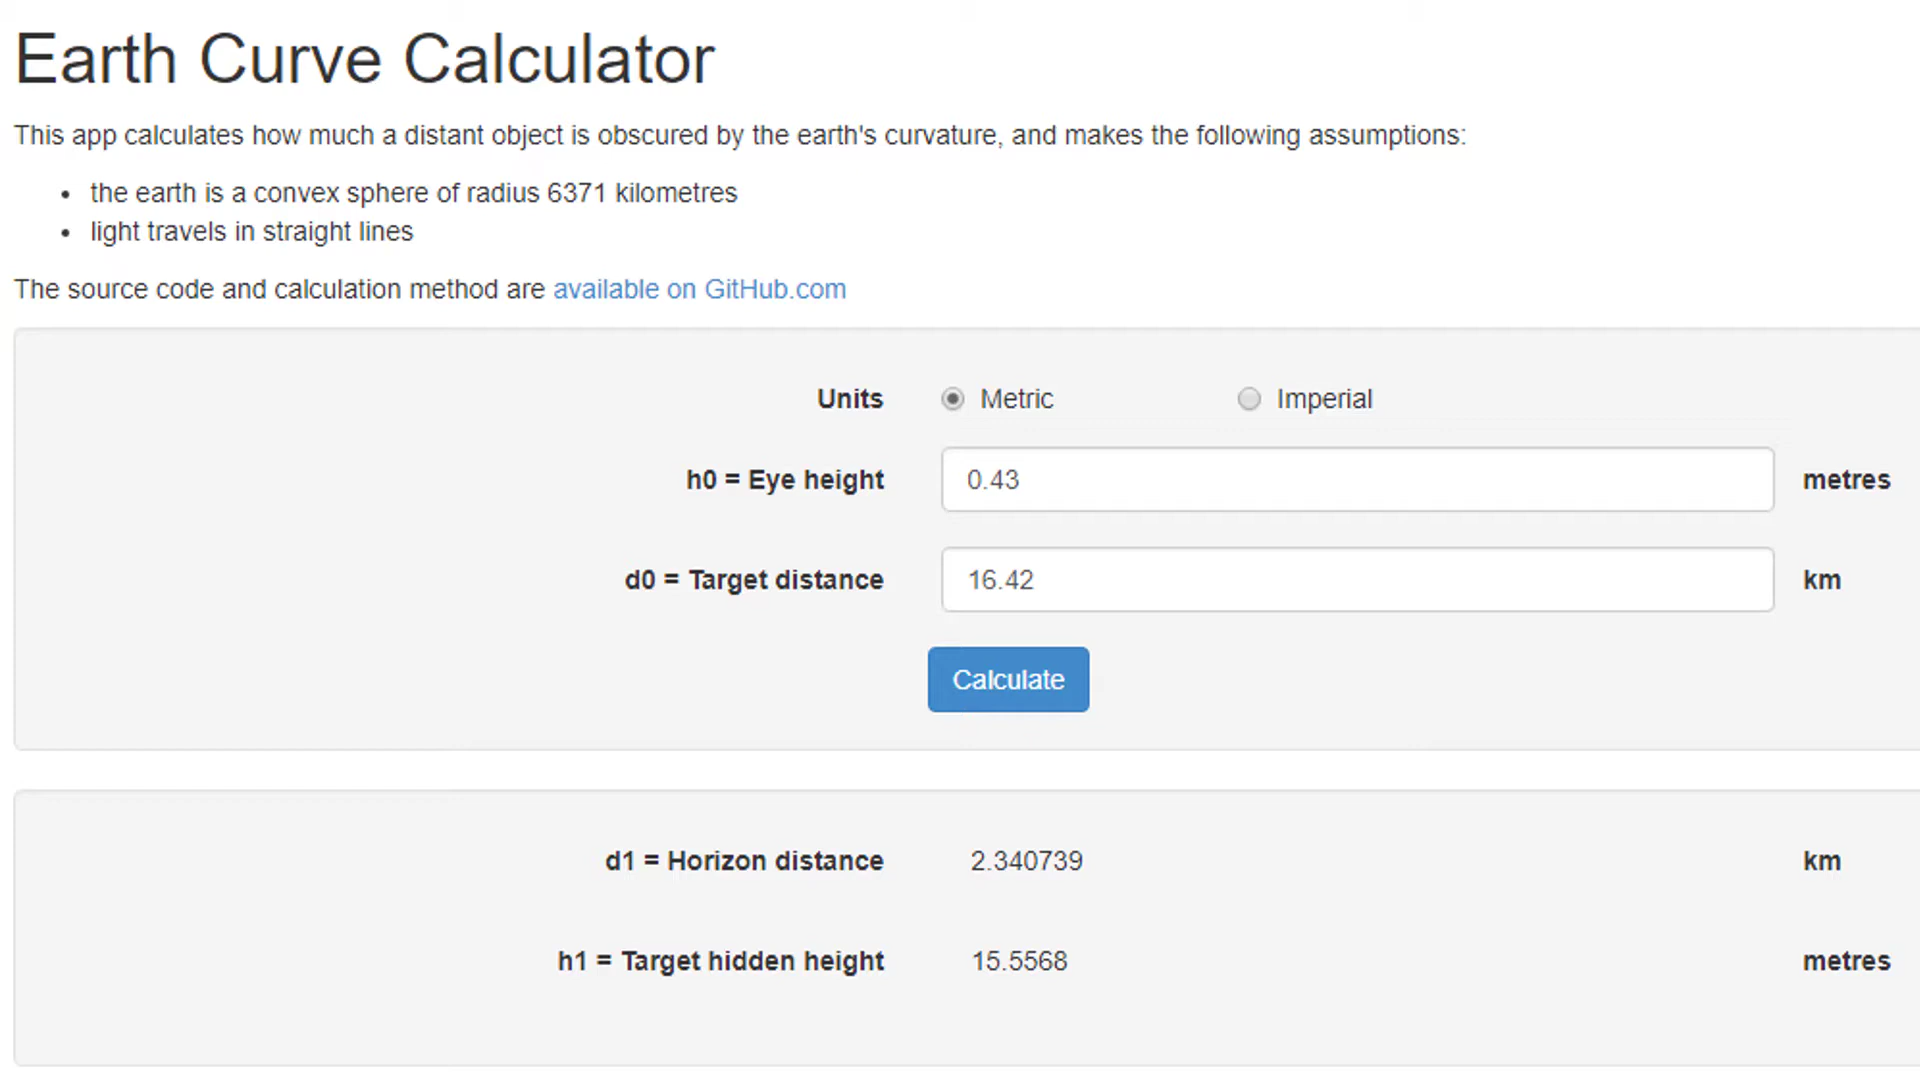 Earth Curve Calculator
This app calculates how much a distant object is obscured by the earth's curvature, and makes the following assumptions:
• the earth is a convex sphere of radius 6371 kilometres
• light travels in straight lines
The source code and calculation method are available on GitHub.com
Units Metric Imperial
h0 = Eye height 0.43 metres
d0 = Target distance 16.42 km
Calculate
d1 = Horizon distance 2.340739 km
h1 = Target hidden height 15.5568 metres